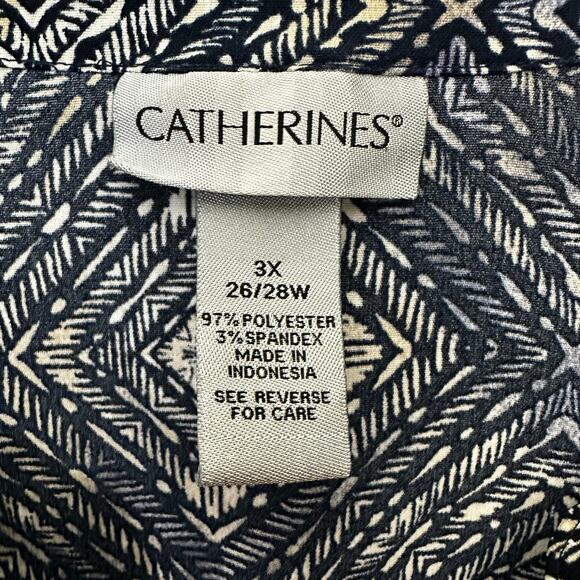 CATHERINES®
3X
26/28W
97% POLYESTER
3% SPANDEX
MADE IN
INDONESIA
SEE REVERSE
FOR CARE